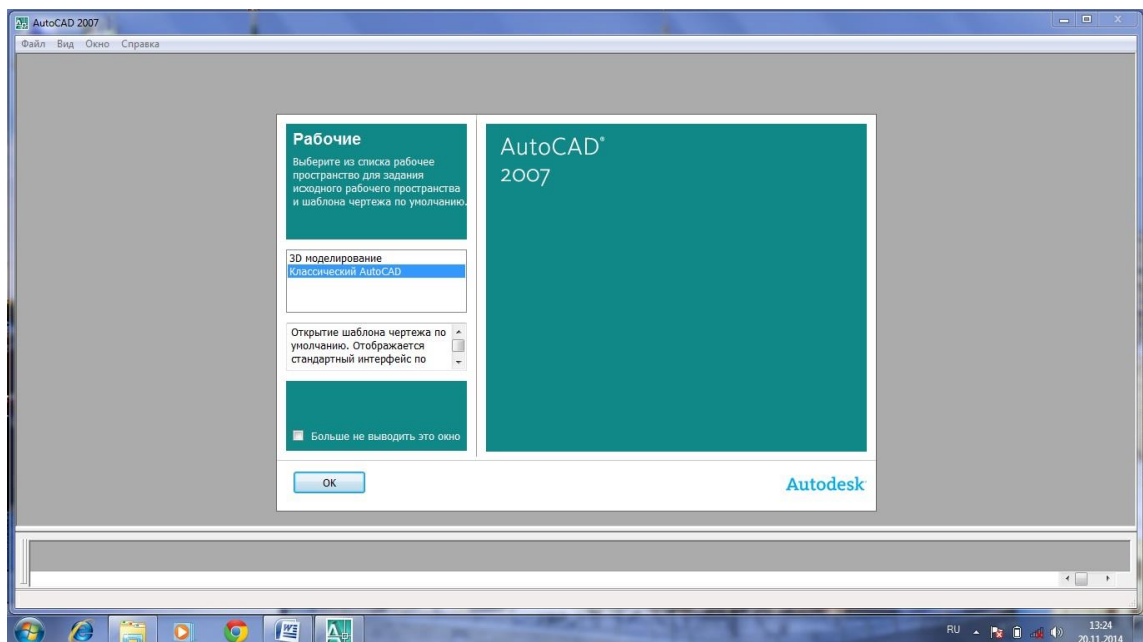 AutoCAD 2007
Файл Вид Окно Справка
Рабочие
Выберите из списка рабочее
пространство для задания
исходного рабочего пространства
и шаблона чертежа по умолчанию.
3D моделирование
Классический AutoCAD
Открытие шаблона чертежа по
умолчанию. Отображается
стандартный интерфейс по
Больше не выводить это окно
AutoCAD®
2007
OK
Autodesk
RU
13:24
20.11.2014